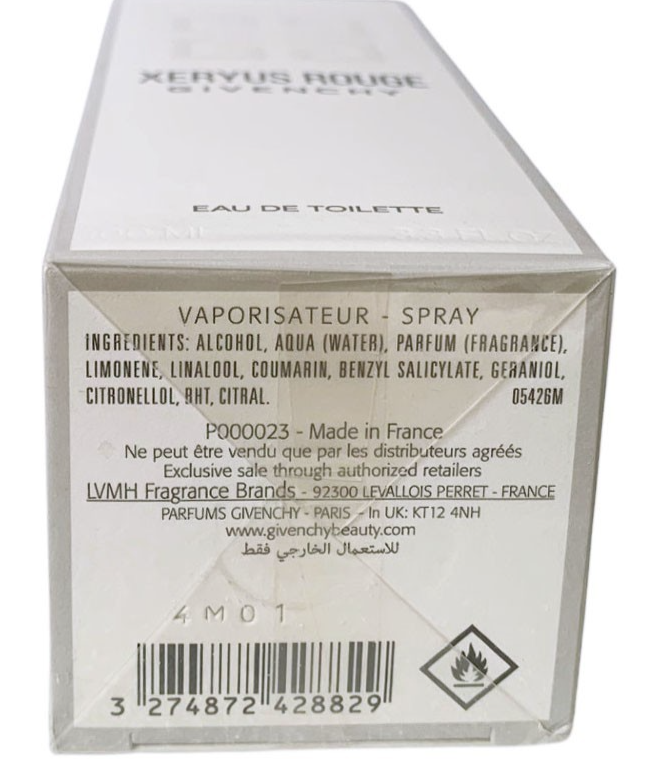 XERYUS ROUGE
GIVENCHY
EAU DE TOILETTE
VAPORISATEUR - SPRAY
INGREDIENTS: ALCOHOL, AQUA (WATER), PARFUM (FRAGRANCE),
LIMONENE, LINALOOL, COUMARIN, BENZYL SALICYLATE, GERANIOL,
CITRONELLOL, BHT, CITRAL. 05426M
P000023 - Made in France
Ne peut être vendu que par les distributeurs agréés
Exclusive sale through authorized retailers
LVMH Fragrance Brands - 92300 LEVALLOIS PERRET - FRANCE
PARFUMS GIVENCHY - PARIS - In UK: KT12 4NH
www.givenchybeauty.com
للاستعمال الخارجي فقط
4M01
3 274872 428829